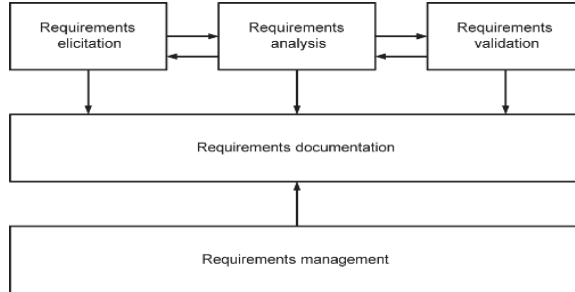 Requirements
elicitation
Requirements
analysis
Requirements
validation
Requirements documentation
Requirements management